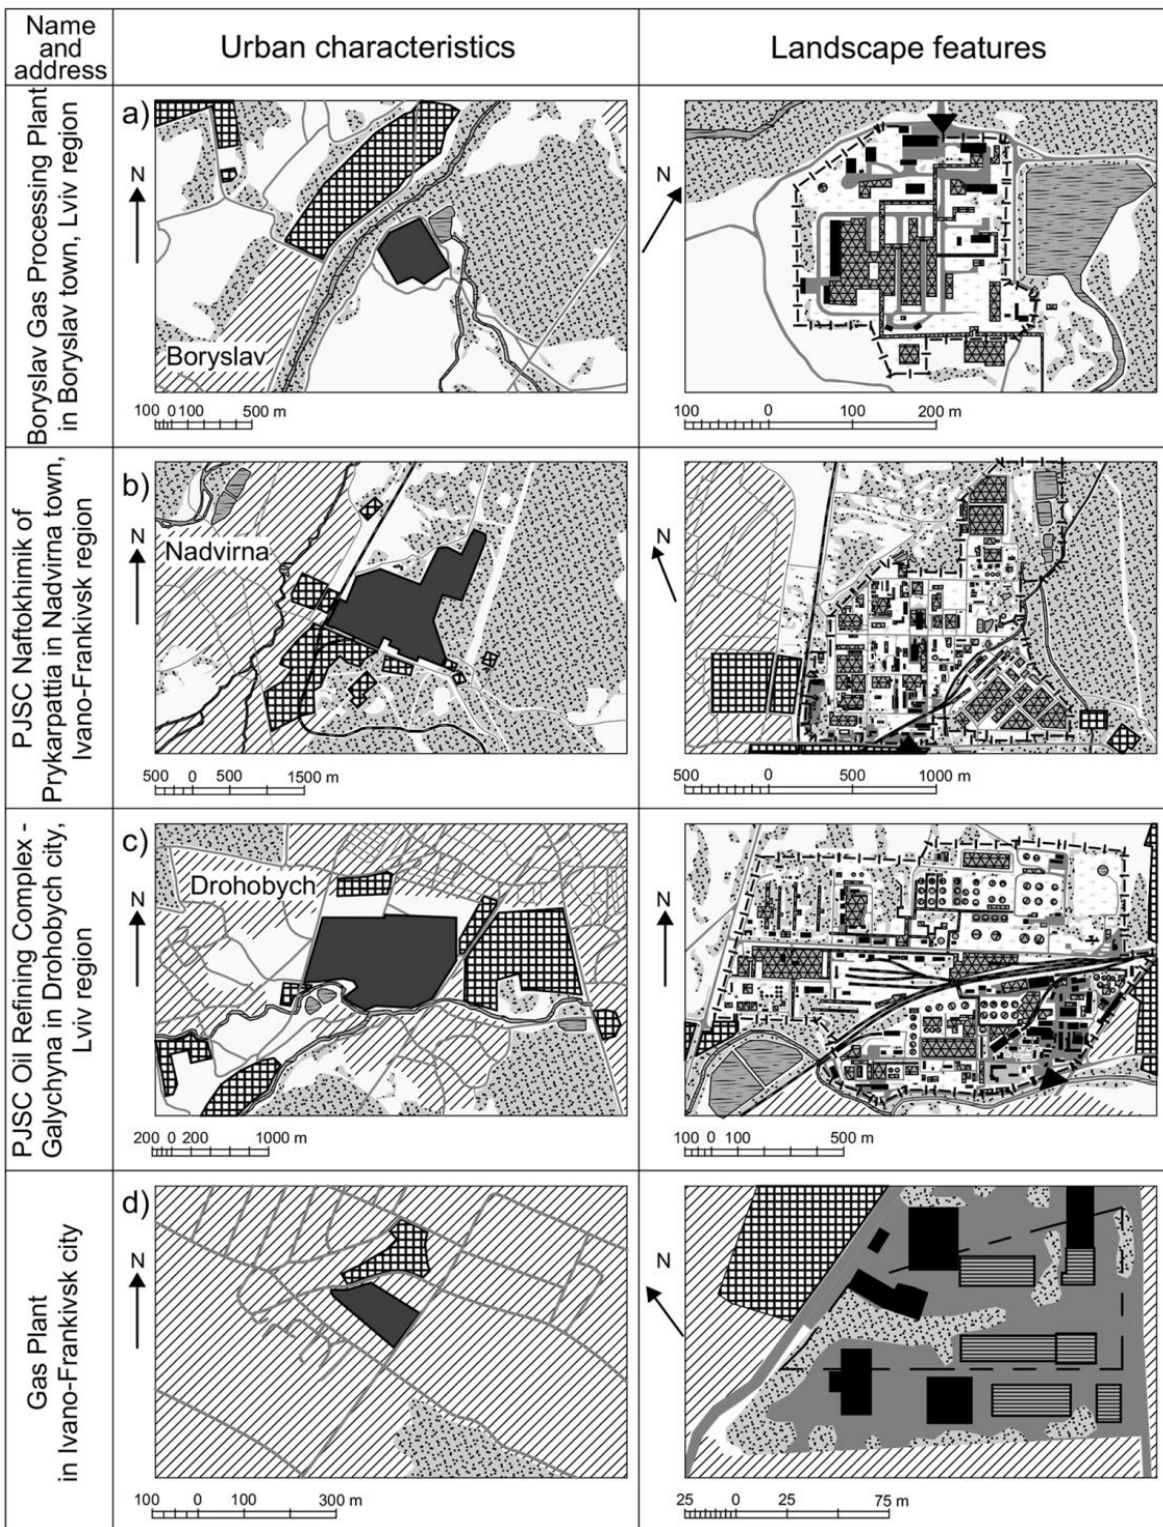 Name
and
address
Urban characteristics
Landscape features
Boryslav Gas Processing Plant
in Boryslav town, Lviv region
a)
N
Boryslav
100 0 100 500 m
N
100 0 100 200 m
PJSC Naftokhimik of
Prykarpattia in Nadvirna town,
Ivano-Frankivsk region
b)
N
Nadvirna
500 0 500 1500 m
N
500 0 500 1000 m
PJSC Oil Refining Complex -
Galychyna in Drohobych city,
Lviv region
c)
N
Drohobych
200 0 200 1000 m
N
100 0 100 500 m
Gas Plant
in Ivano-Frankivsk city
d)
N
100 0 100 300 m
N
25 0 25 75 m